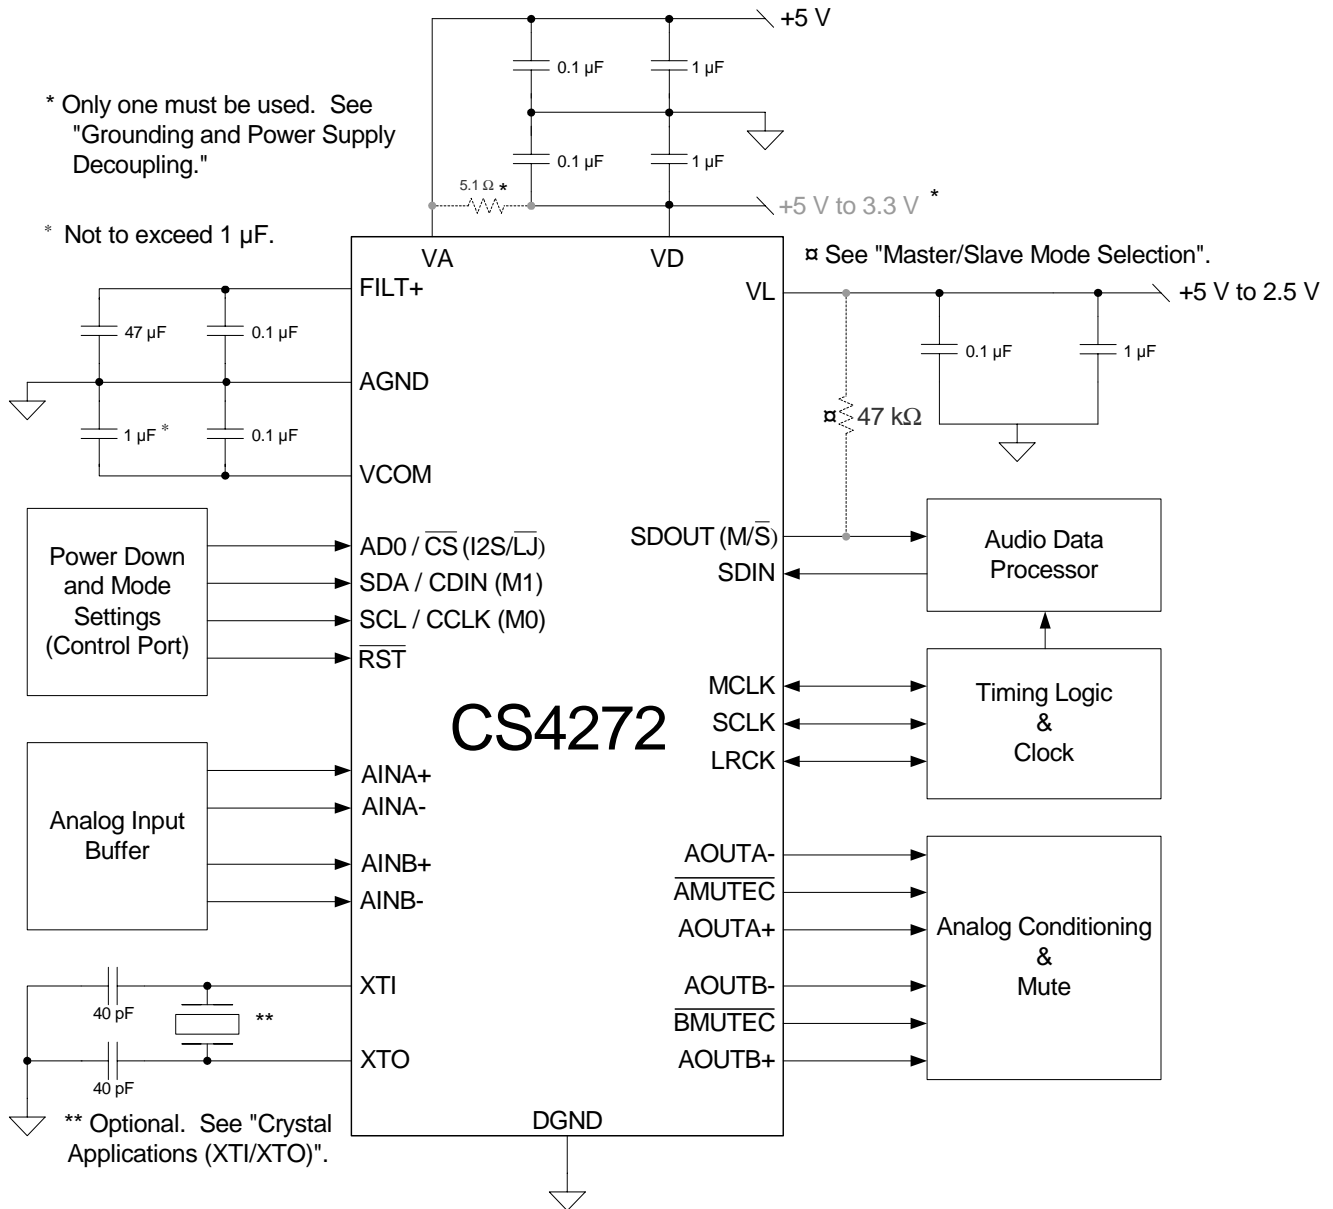 +5 V
0.1 µF
1 µF
* Only one must be used. See
"Grounding and Power Supply
Decoupling."
0.1 µF
1 µF
5.1 Ω *
+5 V to 3.3 V *
* Not to exceed 1 µF.
VA
VD
¤ See "Master/Slave Mode Selection".
FILT+
VL
+5 V to 2.5 V
47 µF
0.1 µF
0.1 µF
1 µF
AGND
¤ 47 kΩ
1 µF *
0.1 µF
VCOM
Power Down
and Mode
Settings
(Control Port)
AD0 / C̅S̅ (I2S/L̅J̅)
SDA / CDIN (M1)
SCL / CCLK (M0)
R̅S̅T̅
SDOUT (M/S̅)
SDIN
Audio Data
Processor
CS4272
MCLK
SCLK
LRCK
Timing Logic
&
Clock
Analog Input
Buffer
AINA+
AINA-
AINB+
AINB-
AOUTA-
A̅M̅U̅T̅E̅C̅
AOUTA+
AOUTB-
B̅M̅U̅T̅E̅C̅
AOUTB+
Analog Conditioning
&
Mute
XTI
40 pF
**
XTO
40 pF
** Optional. See "Crystal
Applications (XTI/XTO)".
DGND